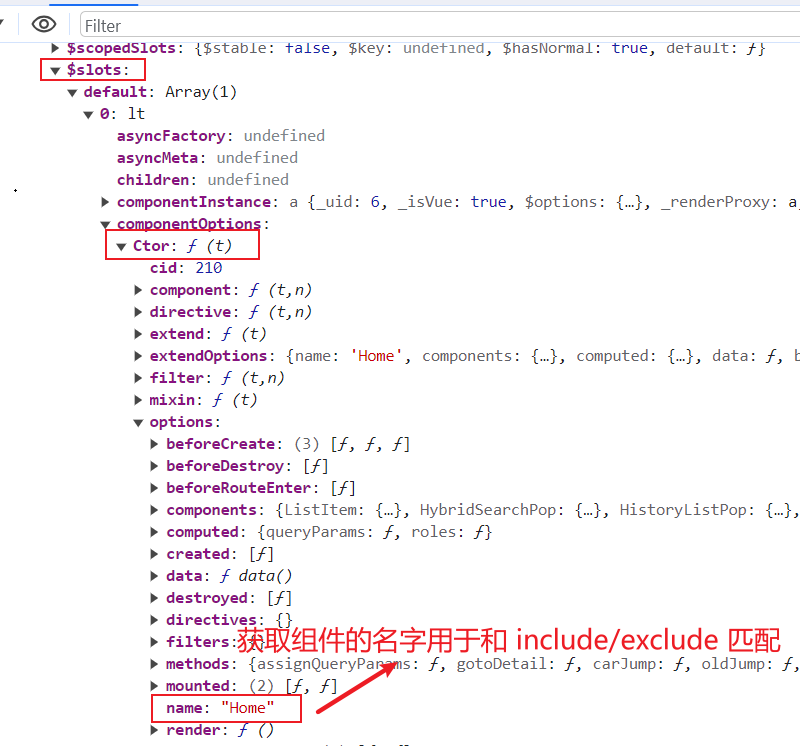 Filter
$scopedSlots: {$stable: false, $key: undefined, $hasNormal: true, default: ƒ}
$slots:
default: Array(1)
0: lt
asyncFactory: undefined
asyncMeta: undefined
children: undefined
componentInstance: a {_uid: 6, _isVue: true, $options: {…}, _renderProxy: a
componentOptions:
Ctor: ƒ (t)
cid: 210
component: ƒ (t,n)
directive: ƒ (t,n)
extend: ƒ (t)
extendOptions: {name: 'Home', components: {…}, computed: {…}, data: ƒ, b
filter: ƒ (t,n)
mixin: ƒ (t)
options:
beforeCreate: (3) [ƒ, ƒ, ƒ]
beforeDestroy: [ƒ]
beforeRouteEnter: [ƒ]
components: {ListItem: {…}, HybridSearchPop: {…}, HistoryListPop: {…},
computed: {queryParams: ƒ, roles: ƒ}
created: [ƒ]
data: ƒ data()
destroyed: [ƒ]
directives: {}
filters: {}
获取组件的名字用于和 include/exclude 匹配
methods: {assignQueryParams: ƒ, gotoDetail: ƒ, carJump: ƒ, oldJump: ƒ,
mounted: (2) [ƒ, ƒ]
name: "Home"
render: ƒ ()